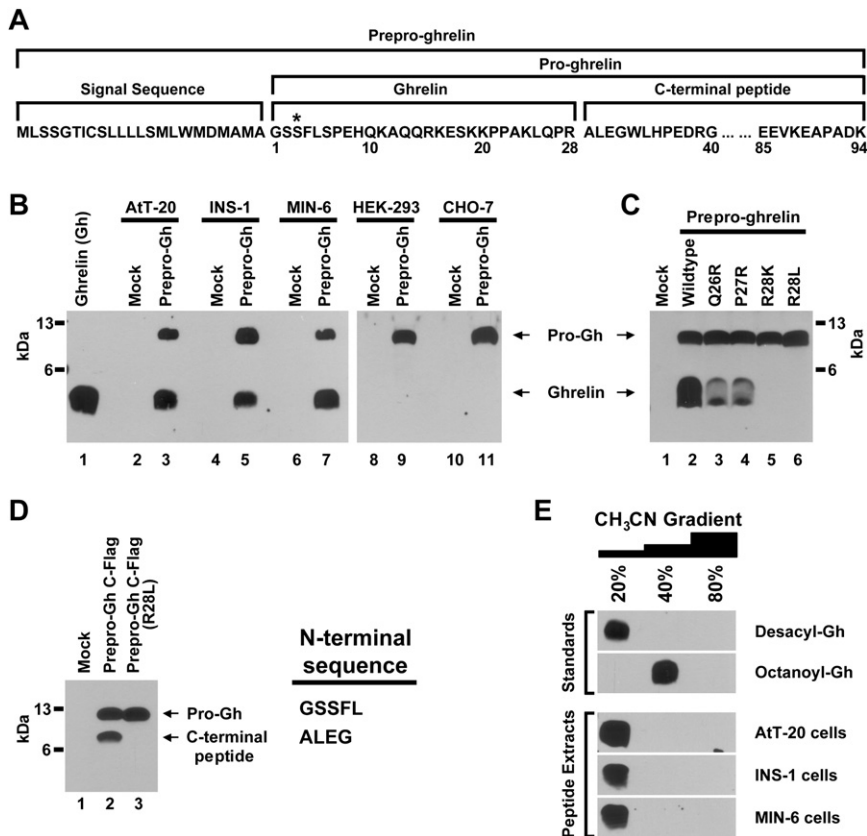 A
Prepro-ghrelin
Pro-ghrelin
Signal Sequence Ghrelin C-terminal peptide
*
MLSSGTICSLLLLSMLWMDMAMA GSSFLSPEHQKAQQRKESKKPPAKLQPR ALEGWLHPEDRG ... ... EEVKEAPADK
1 10 20 28 40 85 94
B
AtT-20 INS-1 MIN-6 HEK-293 CHO-7
Ghrelin (Gh) Mock Prepro-Gh Mock Prepro-Gh Mock Prepro-Gh Mock Prepro-Gh Mock Prepro-Gh
kDa
13
6
← Pro-Gh →
← Ghrelin →
1 2 3 4 5 6 7 8 9 10 11
C
Prepro-ghrelin
Mock Wildtype Q26R P27R R28K R28L
13
6
kDa
1 2 3 4 5 6
D
Mock Prepro-Gh C-Flag Prepro-Gh C-Flag (R28L)
kDa
13
6
← Pro-Gh
← C-terminal
peptide
1 2 3
N-terminal
sequence
GSSFL
ALEG
E
CH₃CN Gradient
20% 40% 80%
Standards
Desacyl-Gh
Octanoyl-Gh
Peptide Extracts
AtT-20 cells
INS-1 cells
MIN-6 cells